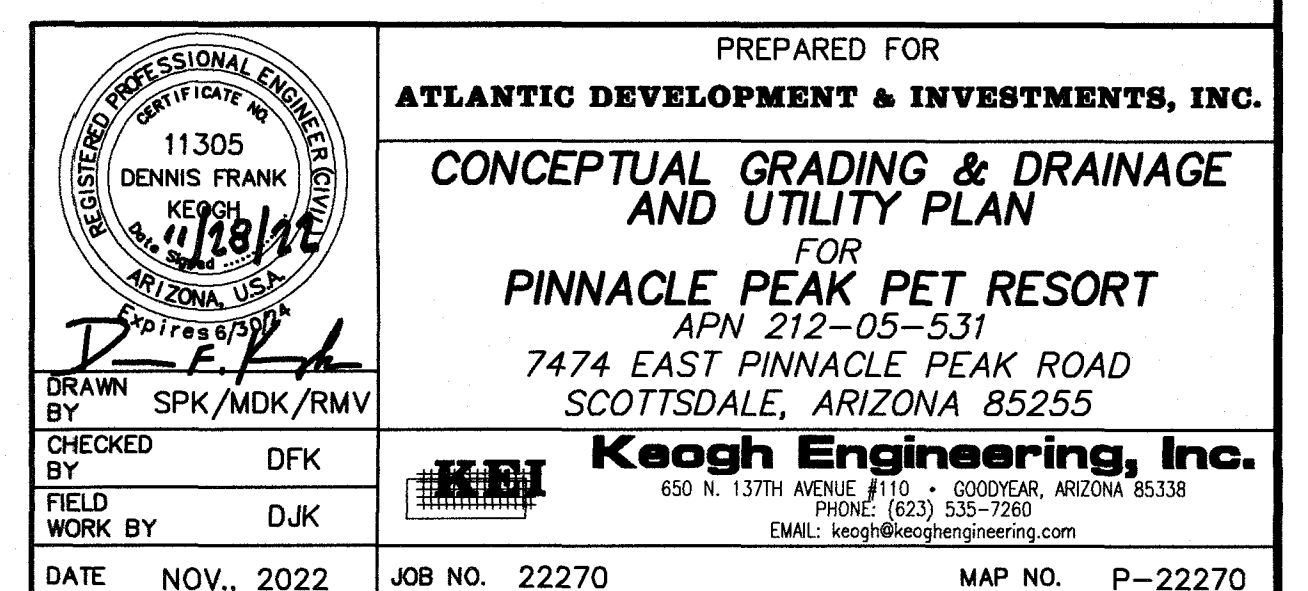 REGISTERED PROFESSIONAL ENGINEER (CIVIL)
CERTIFICATE NO.
11305
DENNIS FRANK
KEOGH
11/28/22
Date Signed ........
ARIZONA, U.S.A.
Expires 6/30/24
DRAWN BY SPK/MDK/RMV
CHECKED BY DFK
FIELD WORK BY DJK
DATE NOV., 2022
PREPARED FOR
ATLANTIC DEVELOPMENT & INVESTMENTS, INC.
CONCEPTUAL GRADING & DRAINAGE
AND UTILITY PLAN
FOR
PINNACLE PEAK PET RESORT
APN 212-05-531
7474 EAST PINNACLE PEAK ROAD
SCOTTSDALE, ARIZONA 85255
KEI
Keogh Engineering, Inc.
650 N. 137TH AVENUE #110 • GOODYEAR, ARIZONA 85338
PHONE: (623) 535-7260
EMAIL: keogh@keoghengineering.com
JOB NO. 22270 MAP NO. P-22270